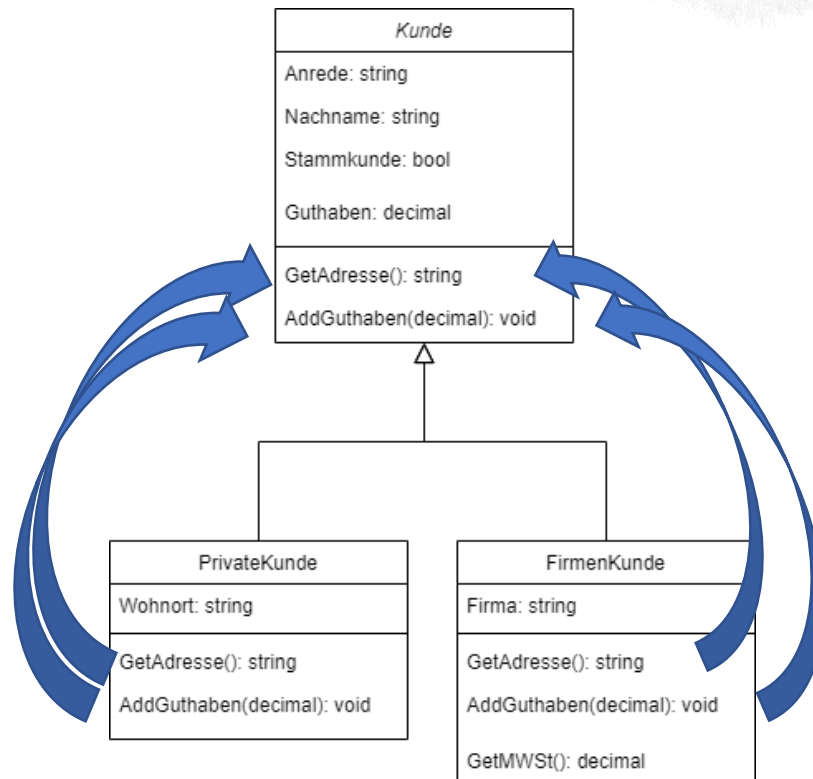 Kunde
Anrede: string
Nachname: string
Stammkunde: bool
Guthaben: decimal
GetAdresse(): string
AddGuthaben(decimal): void
PrivateKunde
Wohnort: string
GetAdresse(): string
AddGuthaben(decimal): void
FirmenKunde
Firma: string
GetAdresse(): string
AddGuthaben(decimal): void
GetMWSt(): decimal